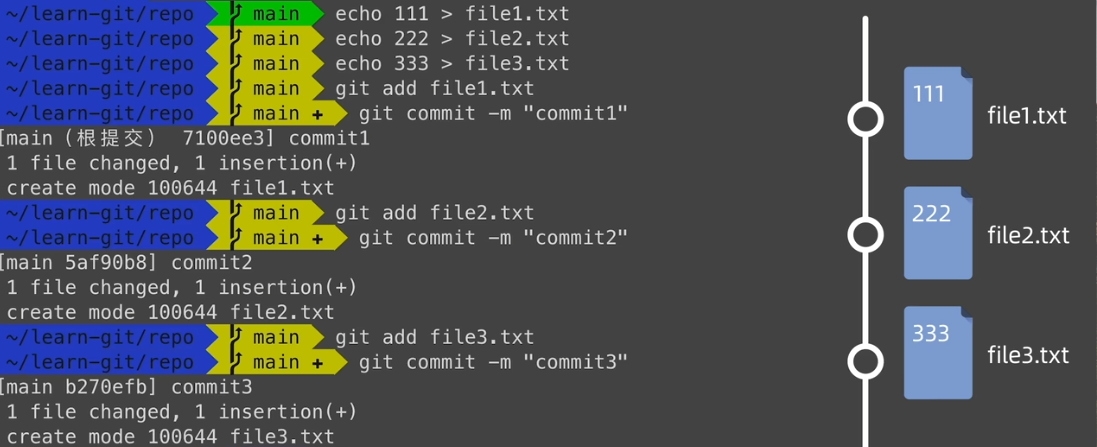 ~/learn-git/repo main echo 111 > file1.txt
~/learn-git/repo main echo 222 > file2.txt
~/learn-git/repo main echo 333 > file3.txt
~/learn-git/repo main git add file1.txt
~/learn-git/repo main + git commit -m "commit1"
[main (根提交) 7100ee3] commit1
1 file changed, 1 insertion(+)
create mode 100644 file1.txt
~/learn-git/repo main git add file2.txt
~/learn-git/repo main + git commit -m "commit2"
[main 5af90b8] commit2
1 file changed, 1 insertion(+)
create mode 100644 file2.txt
~/learn-git/repo main git add file3.txt
~/learn-git/repo main + git commit -m "commit3"
[main b270efb] commit3
1 file changed, 1 insertion(+)
create mode 100644 file3.txt
111 file1.txt
222 file2.txt
333 file3.txt